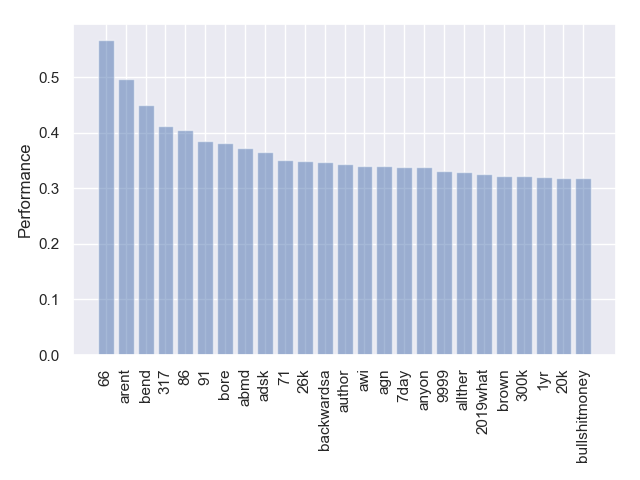 Performance
0.5
0.4
0.3
0.2
0.1
0.0
66
arent
bend
317
86
91
bore
abmd
adsk
71
26k
backwardsa
author
awi
agn
7day
anyon
9999
allther
2019what
brown
300k
1yr
20k
bullshitmoney